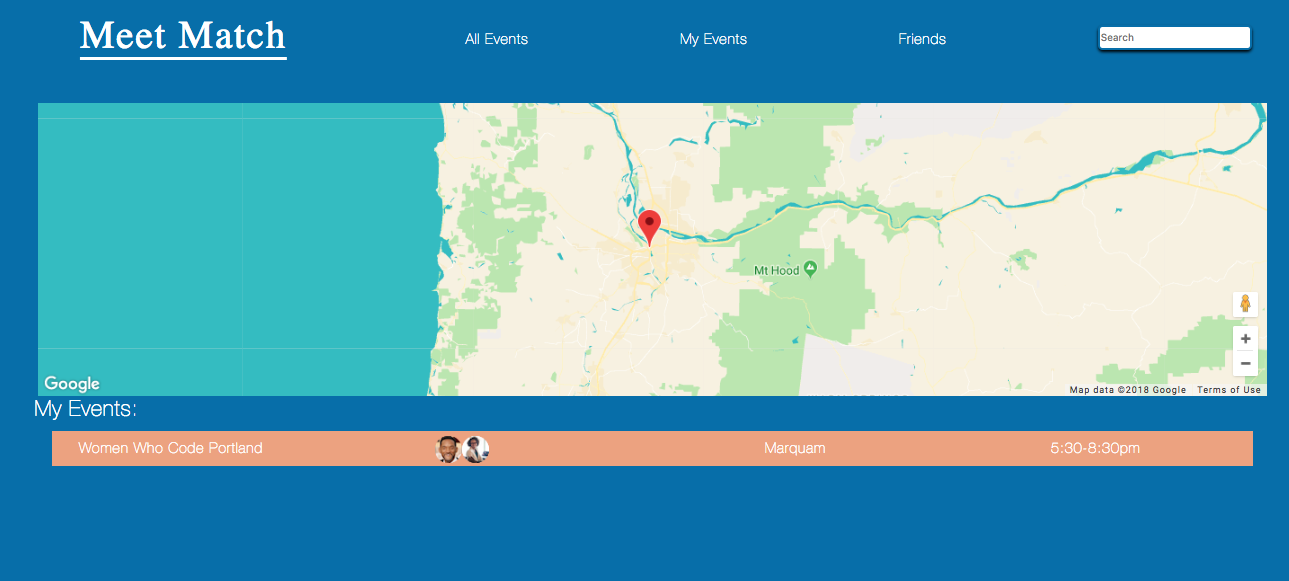 Meet Match
All Events
My Events
Friends
Search
Mt Hood
Google
Map data ©2018 Google
Terms of Use
My Events:
Women Who Code Portland
Marquam
5:30-8:30pm